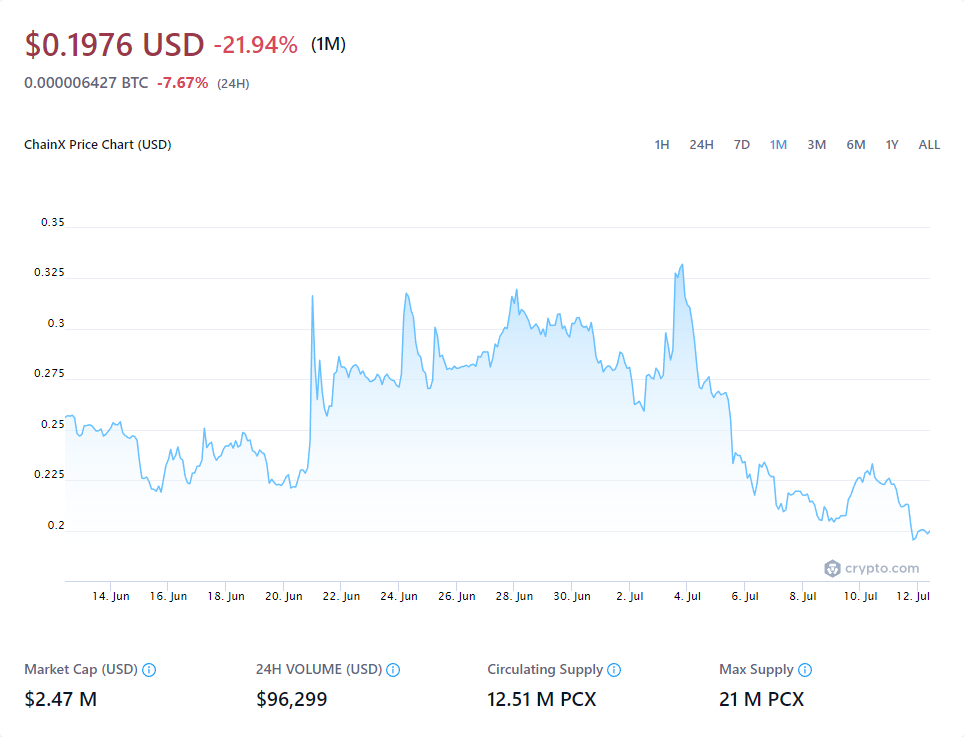 $0.1976 USD -21.94% (1M)
0.000006427 BTC -7.67% (24H)
ChainX Price Chart (USD)
1H 24H 7D 1M 3M 6M 1Y ALL
0.35
0.325
0.3
0.275
0.25
0.225
0.2
crypto.com
14. Jun 16. Jun 18. Jun 20. Jun 22. Jun 24. Jun 26. Jun 28. Jun 30. Jun 2. Jul 4. Jul 6. Jul 8. Jul 10. Jul 12. Jul
Market Cap (USD) 24H VOLUME (USD) Circulating Supply Max Supply
$2.47 M $96,299 12.51 M PCX 21 M PCX